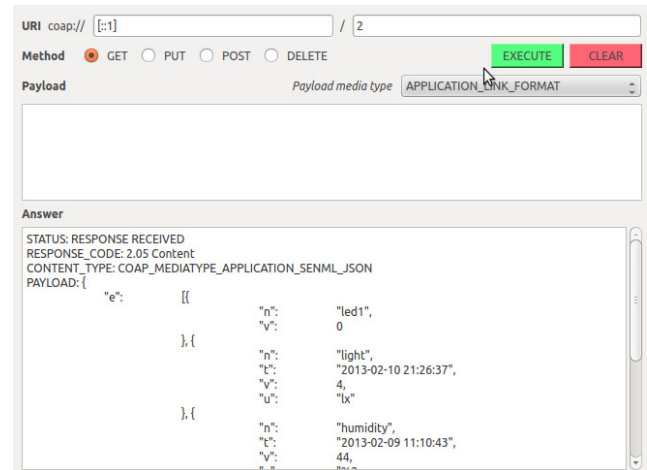 URI coap:// [::1] / 2
Method GET PUT POST DELETE EXECUTE CLEAR
Payload Payload media type APPLICATION_LINK_FORMAT
Answer
STATUS: RESPONSE RECEIVED
RESPONSE_CODE: 2.05 Content
CONTENT_TYPE: COAP_MEDIATYPE_APPLICATION_SENML_JSON
PAYLOAD: {
"e": [{
"n": "led1",
"v": 0
}, {
"n": "light",
"t": "2013-02-10 21:26:37",
"v": 4,
"u": "lx"
}, {
"n": "humidity",
"t": "2013-02-09 11:10:43",
"v": 44,